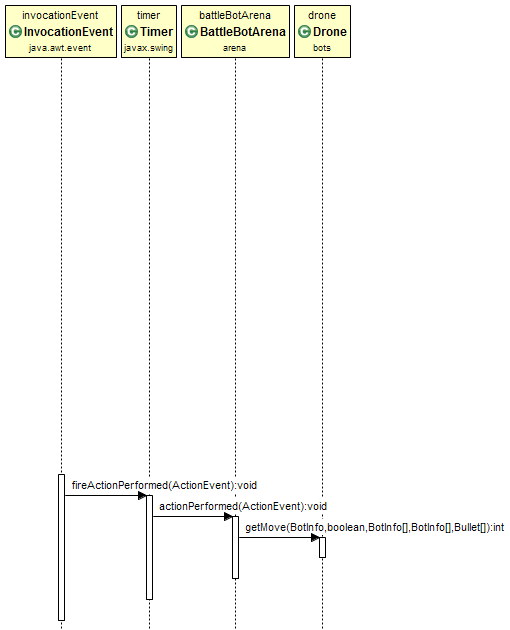 invocationEvent
C InvocationEvent
java.awt.event
timer
C Timer
javax.swing
battleBotArena
C BattleBotArena
arena
drone
C Drone
bots
fireActionPerformed(ActionEvent):void
actionPerformed(ActionEvent):void
getMove(BotInfo,boolean,BotInfo[],BotInfo[],Bullet[]):int